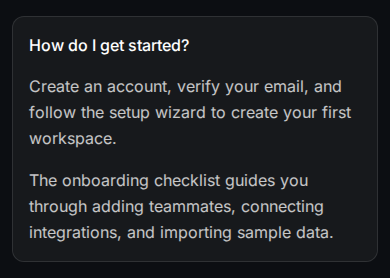 How do I get started?
Create an account, verify your email, and
follow the setup wizard to create your first
workspace.
The onboarding checklist guides you
through adding teammates, connecting
integrations, and importing sample data.